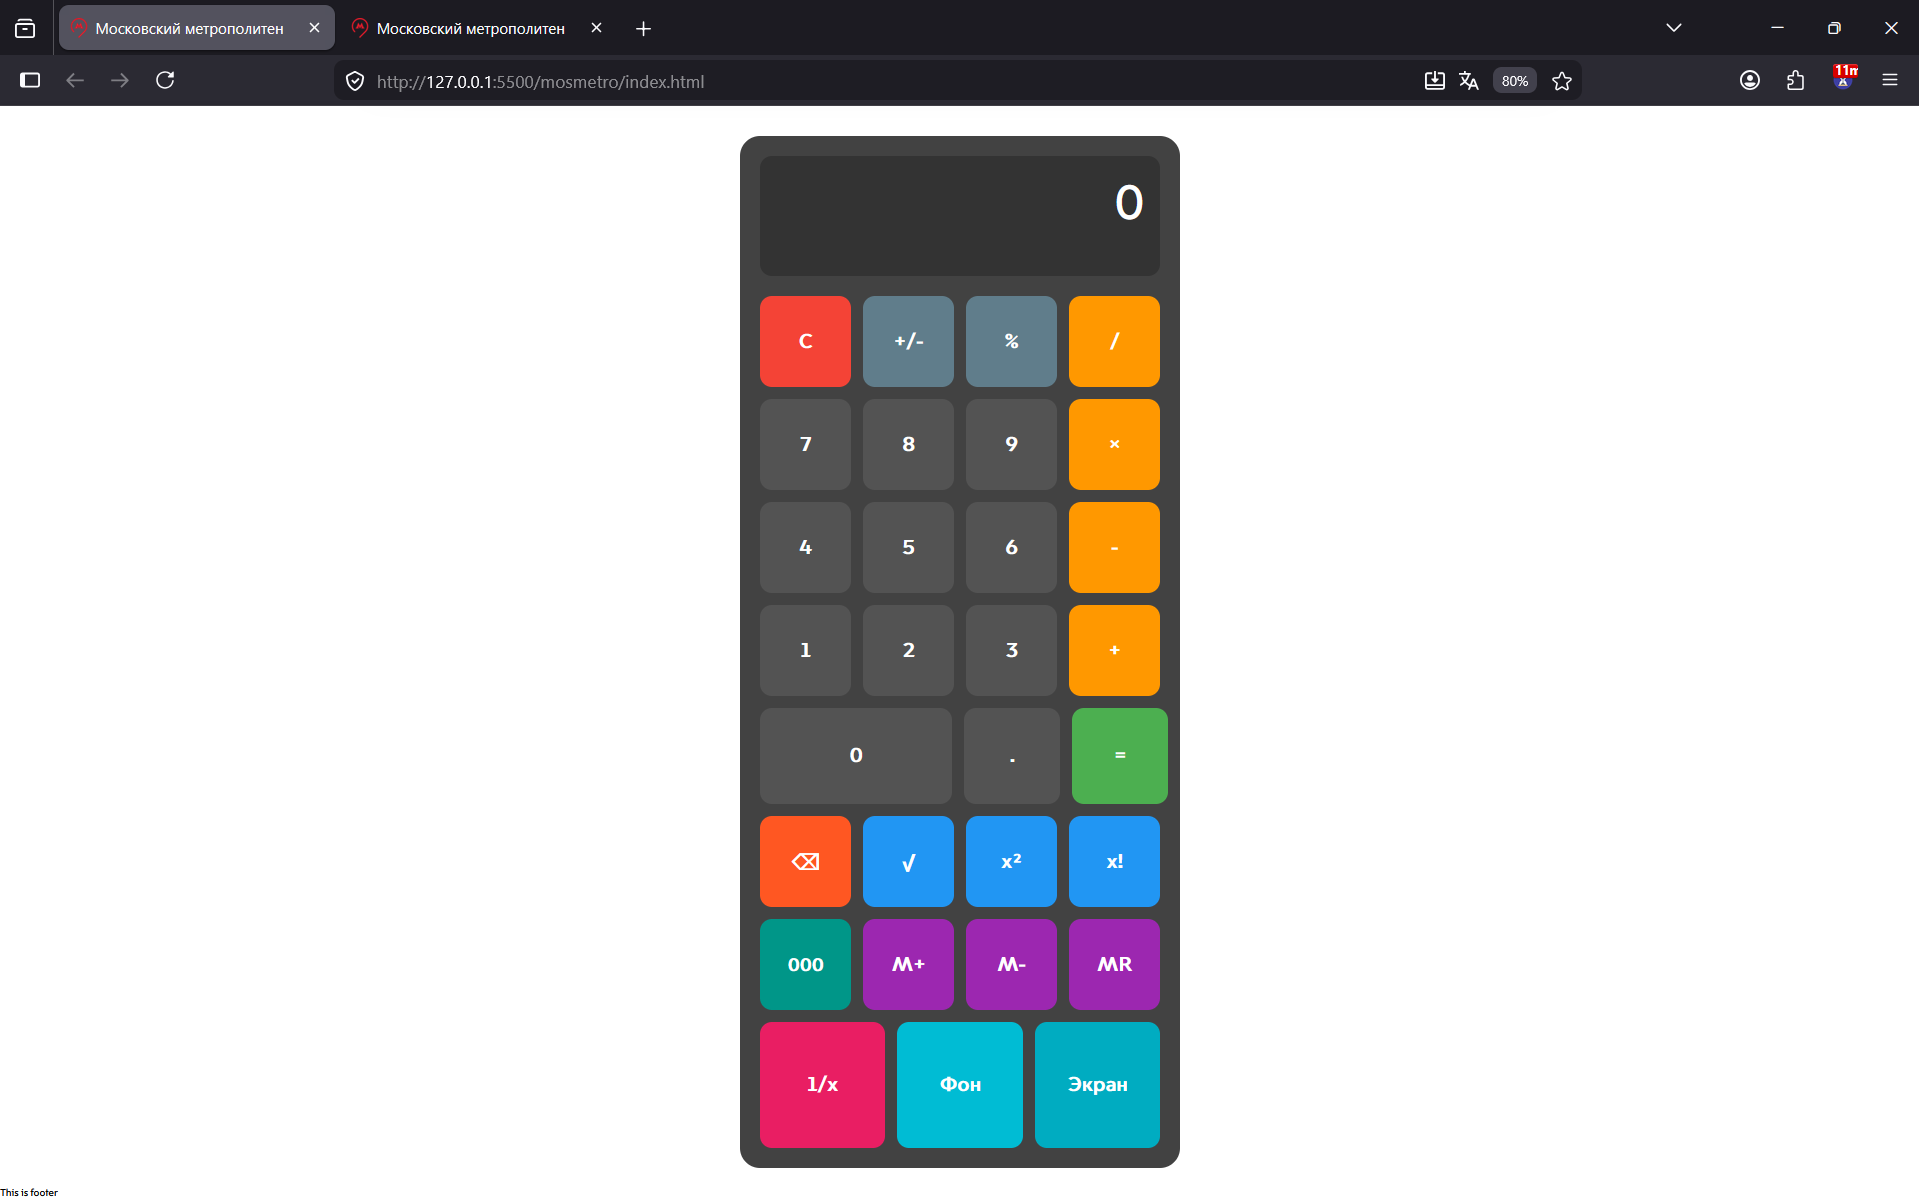 Московский метрополитен
Московский метрополитен
http://127.0.0.1:5500/mosmetro/index.html
80%
0
C +/- % /
7 8 9 ×
4 5 6 -
1 2 3 +
0 . =
⌫ √ x² x!
000 M+ M- MR
1/x Фон Экран
This is footer